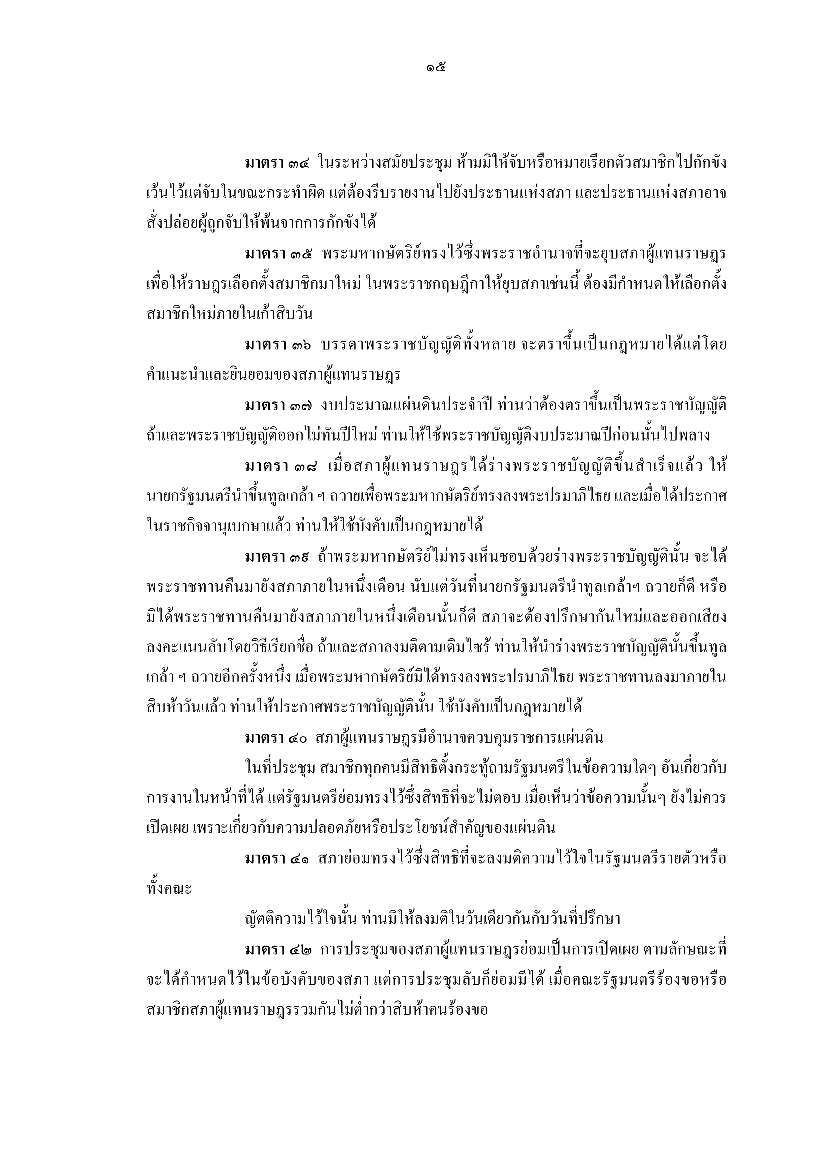 ๑๕
มาตรา ๓๔ ในระหว่างสมัยประชุม ห้ามมิให้จับหรือหมายเรียกตัวสมาชิกไปกักขัง
เว้นไว้แต่จับในขณะกระทำผิด แต่ต้องรีบรายงานไปยังประธานแห่งสภา และประธานแห่งสภาอาจ
สั่งปล่อยผู้ถูกจับให้พ้นจากการกักขังได้
มาตรา ๓๕ พระมหากษัตริย์ทรงไว้ซึ่งพระราชอำนาจที่จะยุบสภาผู้แทนราษฎร
เพื่อให้ราษฎรเลือกตั้งสมาชิกมาใหม่ ในพระราชกฤษฎีกาให้ยุบสภาเช่นนี้ ต้องมีกำหนดให้เลือกตั้ง
สมาชิกใหม่ภายในเก้าสิบวัน
มาตรา ๓๖ บรรดาพระราชบัญญัติทั้งหลาย จะตราขึ้นเป็นกฎหมายได้แต่โดย
คำแนะนำและยินยอมของสภาผู้แทนราษฎร
มาตรา ๓๗ งบประมาณแผ่นดินประจำปี ท่านว่าต้องตราขึ้นเป็นพระราชบัญญัติ
ถ้าและพระราชบัญญัติออกไม่ทันปีใหม่ ท่านให้ใช้พระราชบัญญัติงบประมาณปีก่อนนั้นไปพลาง
มาตรา ๓๘ เมื่อสภาผู้แทนราษฎรได้ร่างพระราชบัญญัติขึ้นสำเร็จแล้ว ให้
นายกรัฐมนตรีนำขึ้นทูลเกล้า ฯ ถวายเพื่อพระมหากษัตริย์ทรงลงพระปรมาภิไธย และเมื่อได้ประกาศ
ในราชกิจจานุเบกษาแล้ว ท่านให้ใช้บังคับเป็นกฎหมายได้
มาตรา ๓๙ ถ้าพระมหากษัตริย์ไม่ทรงเห็นชอบด้วยร่างพระราชบัญญัตินั้น จะได้
พระราชทานคืนมายังสภาภายในหนึ่งเดือน นับแต่วันที่นายกรัฐมนตรีนำทูลเกล้าฯ ถวายก็ดี หรือ
มิได้พระราชทานคืนมายังสภาภายในหนึ่งเดือนนั้นก็ดี สภาจะต้องปรึกษากันใหม่และออกเสียง
ลงคะแนนลับโดยวิธีเรียกชื่อ ถ้าและสภาลงมติตามเดิมไซร้ ท่านให้นำร่างพระราชบัญญัตินั้นขึ้นทูล
เกล้า ฯ ถวายอีกครั้งหนึ่ง เมื่อพระมหากษัตริย์มิได้ทรงลงพระปรมาภิไธย พระราชทานลงมาภายใน
สิบห้าวันแล้ว ท่านให้ประกาศพระราชบัญญัตินั้น ใช้บังคับเป็นกฎหมายได้
มาตรา ๔๐ สภาผู้แทนราษฎรมีอำนาจควบคุมราชการแผ่นดิน
ในที่ประชุม สมาชิกทุกคนมีสิทธิตั้งกระทู้ถามรัฐมนตรีในข้อความใดๆ อันเกี่ยวกับ
การงานในหน้าที่ได้ แต่รัฐมนตรีย่อมทรงไว้ซึ่งสิทธิที่จะไม่ตอบ เมื่อเห็นว่าข้อความนั้นๆ ยังไม่ควร
เปิดเผย เพราะเกี่ยวกับความปลอดภัยหรือประโยชน์สำคัญของแผ่นดิน
มาตรา ๔๑ สภาย่อมทรงไว้ซึ่งสิทธิที่จะลงมติความไว้ใจในรัฐมนตรีรายตัวหรือ
ทั้งคณะ
ญัตติความไว้ใจนั้น ท่านมิให้ลงมติในวันเดียวกันกับวันที่ปรึกษา
มาตรา ๔๒ การประชุมของสภาผู้แทนราษฎรย่อมเป็นการเปิดเผย ตามลักษณะที่
จะได้กำหนดไว้ในข้อบังคับของสภา แต่การประชุมลับก็ย่อมมีได้ เมื่อคณะรัฐมนตรีร้องขอหรือ
สมาชิกสภาผู้แทนราษฎรรวมกันไม่ต่ำกว่าสิบห้าคนร้องขอ